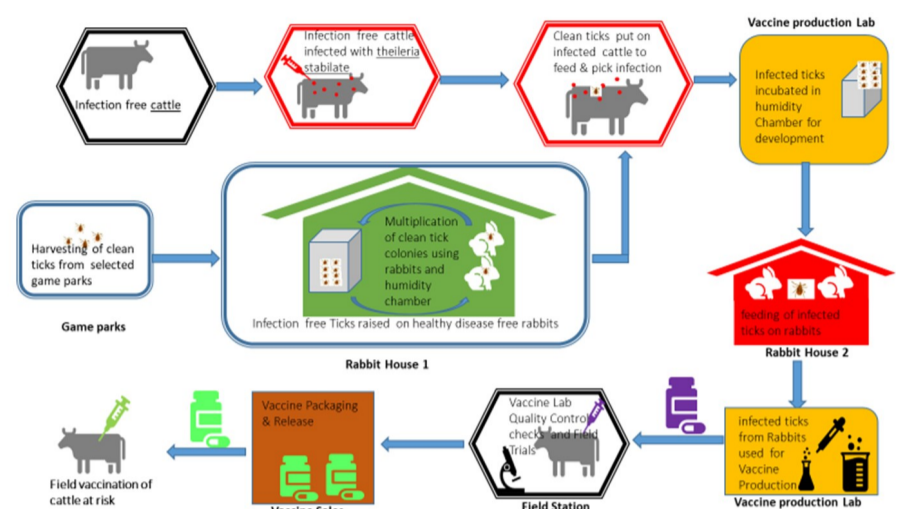 Infection free cattle
Infection free cattle
infected with theileria
stabilate
Clean ticks put on
infected cattle to
feed & pick infection
Vaccine production Lab
Infected ticks
incubated in
humidity
Chamber for
development
Harvesting of clean
ticks from selected
game parks
Game parks
Multiplication
of clean tick
colonies using
rabbits and
humidity
chamber
Infection free Ticks raised on healthy disease free rabbits
Rabbit House 1
feeding of infected
ticks on rabbits
Rabbit House 2
Infected ticks
from Rabbits
used for
Vaccine
Production
Vaccine production Lab
Vaccine Lab
Quality Control
checks and Field
Trials
Field Station
Vaccine Packaging
& Release
Vaccine Sales
Field vaccination of
cattle at risk